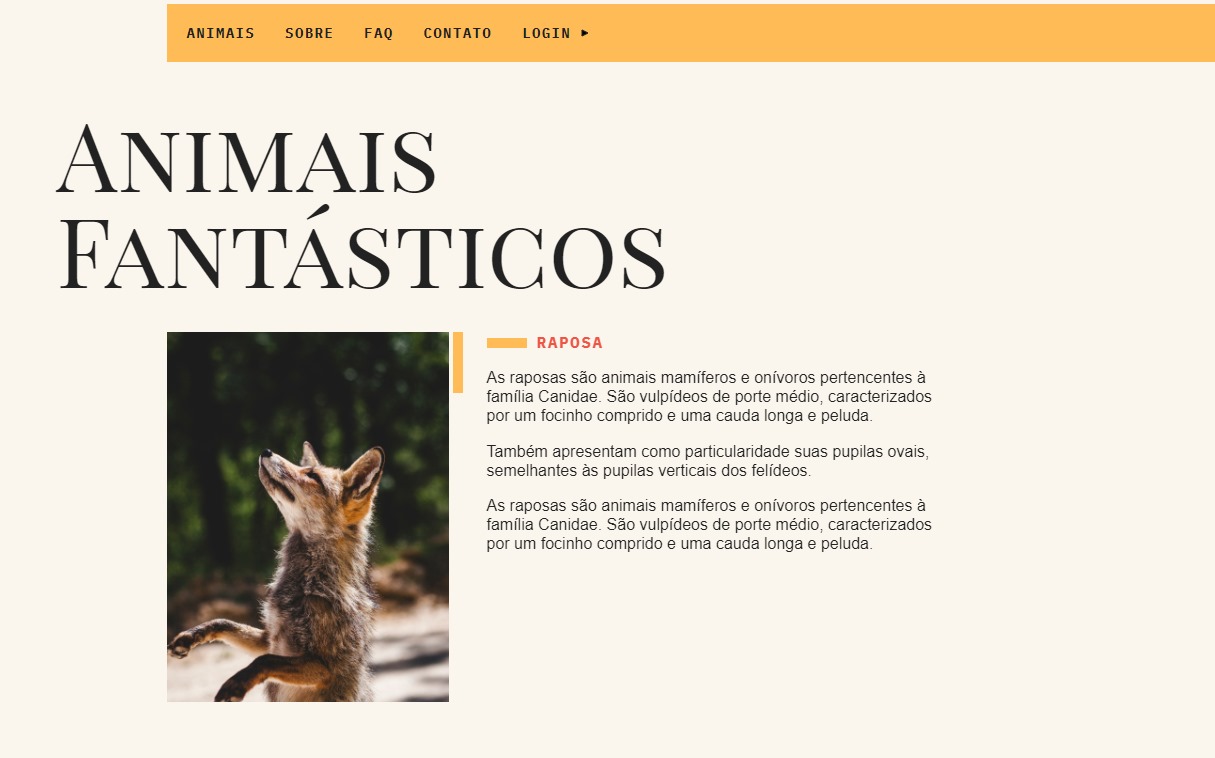 ANIMAIS SOBRE FAQ CONTATO LOGIN ▸
ANIMAIS
FANTÁSTICOS
RAPOSA
As raposas são animais mamíferos e onívoros pertencentes à
família Canidae. São vulpídeos de porte médio, caracterizados
por um focinho comprido e uma cauda longa e peluda.
Também apresentam como particularidade suas pupilas ovais,
semelhantes às pupilas verticais dos felídeos.
As raposas são animais mamíferos e onívoros pertencentes à
família Canidae. São vulpídeos de porte médio, caracterizados
por um focinho comprido e uma cauda longa e peluda.